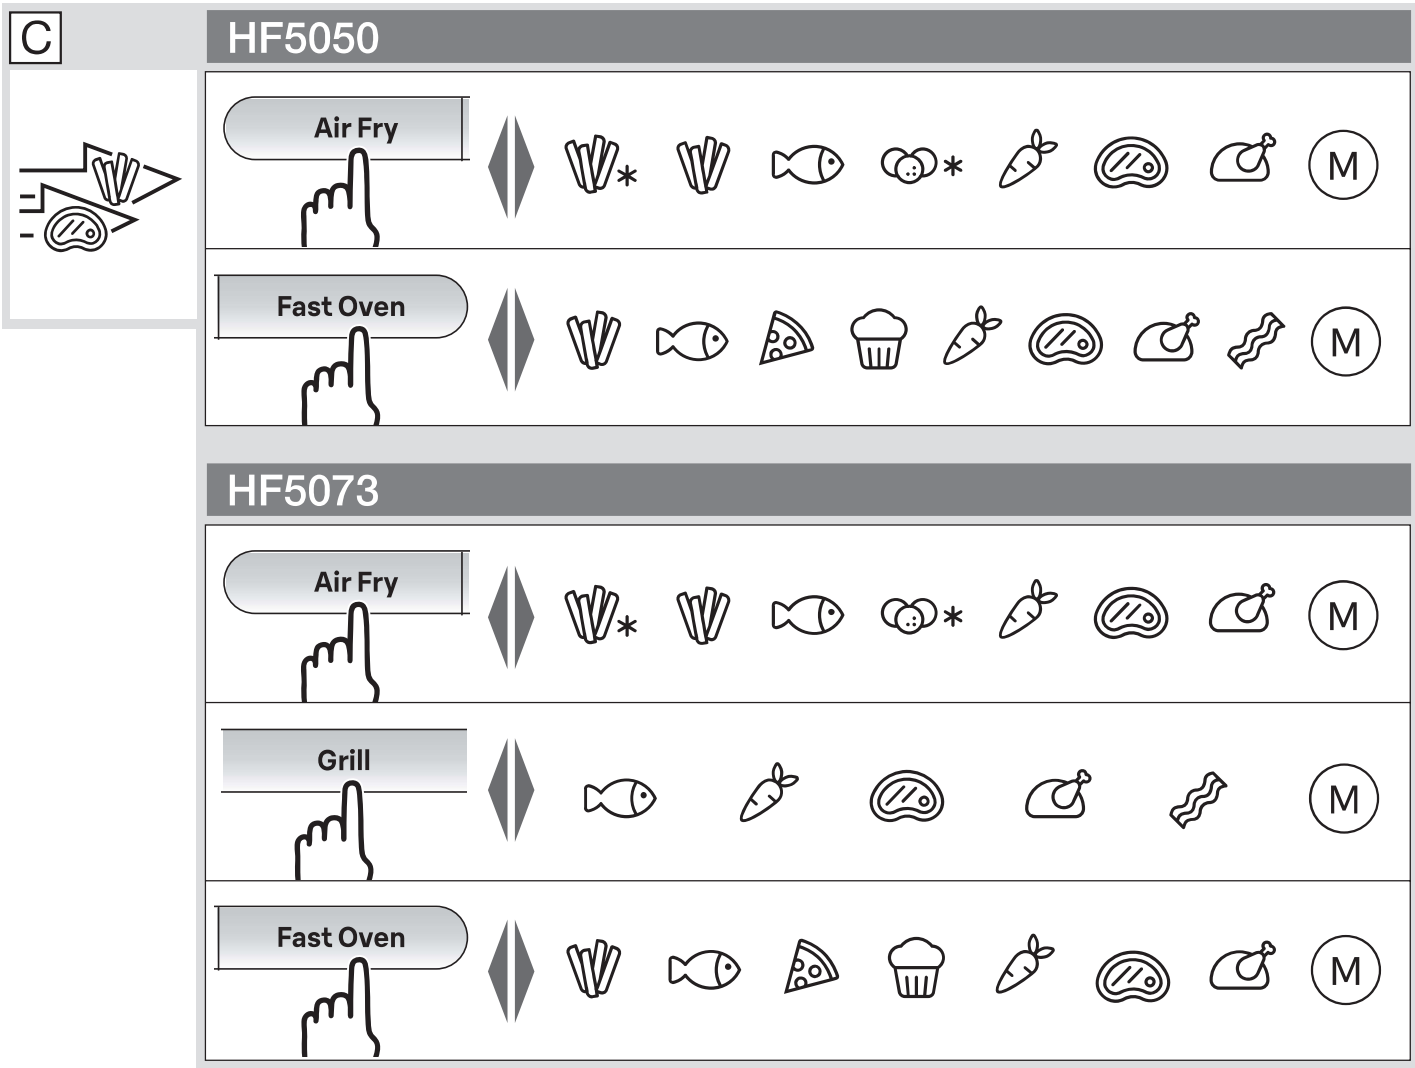 C
HF5050
Air Fry
* * M
Fast Oven
M
HF5073
Air Fry
* * M
Grill
M
Fast Oven
M